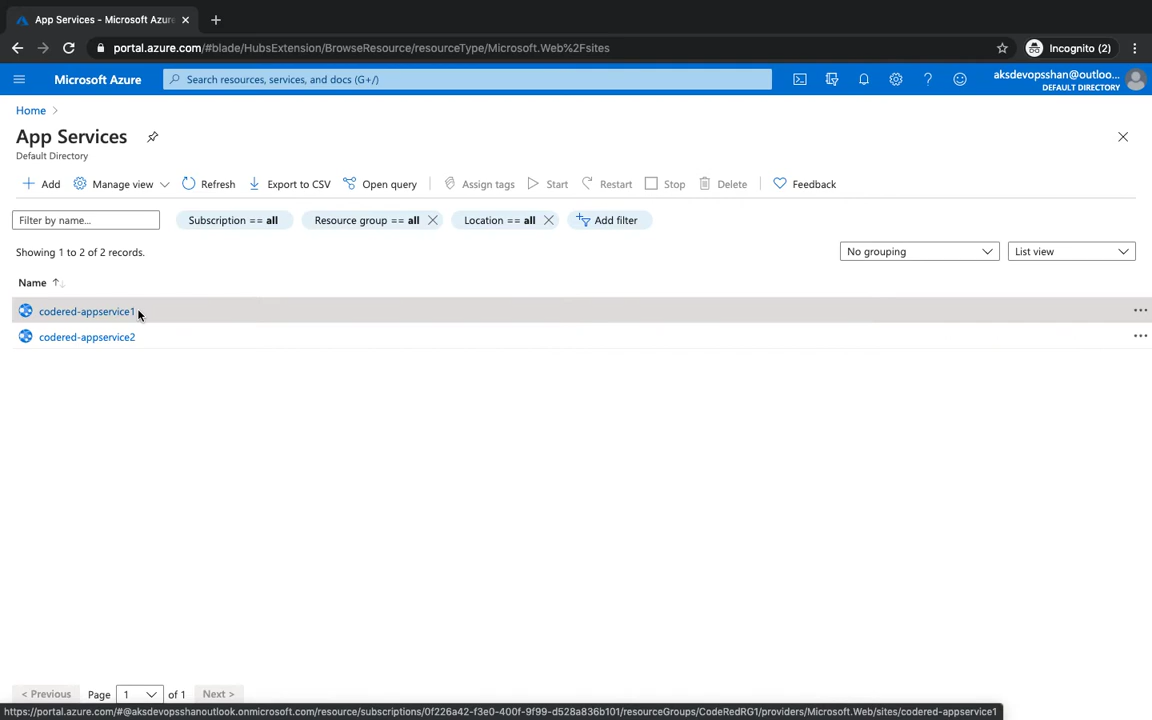 App Services - Microsoft Azure
portal.azure.com/#blade/HubsExtension/BrowseResource/resourceType/Microsoft.Web%2Fsites
Incognito (2)
Microsoft Azure
Search resources, services, and docs (G+/)
aksdevopsshan@outloo...
DEFAULT DIRECTORY
Home >
App Services
Default Directory
Add Manage view Refresh Export to CSV Open query Assign tags Start Restart Stop Delete Feedback
Filter by name... Subscription == all Resource group == all Location == all Add filter
Showing 1 to 2 of 2 records. No grouping List view
Name ↑↓
codered-appservice1 ...
codered-appservice2 ...
< Previous Page 1 of 1 Next >
https://portal.azure.com/#@aksdevopsshanoutlook.onmicrosoft.com/resource/subscriptions/0f226a42-f3e0-400f-9f99-d528a836b101/resourceGroups/CodeRedRG1/providers/Microsoft.Web/sites/codered-appservice1